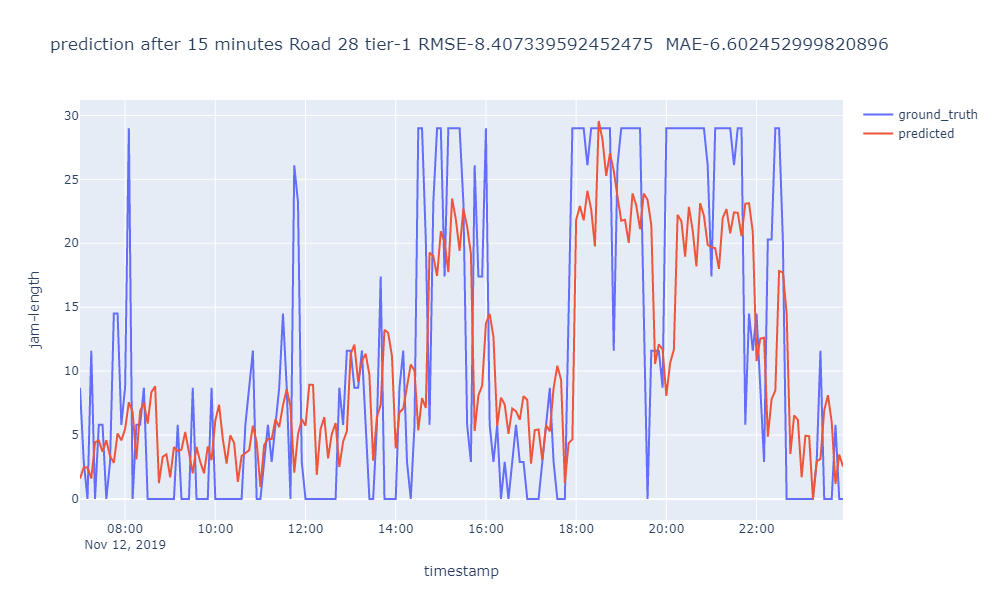 prediction after 15 minutes Road 28 tier-1 RMSE-8.407339592452475  MAE-6.602452999820896
ground_truth
predicted
30
25
20
15
10
5
0
jam-length
08:00 10:00 12:00 14:00 16:00 18:00 20:00 22:00
Nov 12, 2019
timestamp